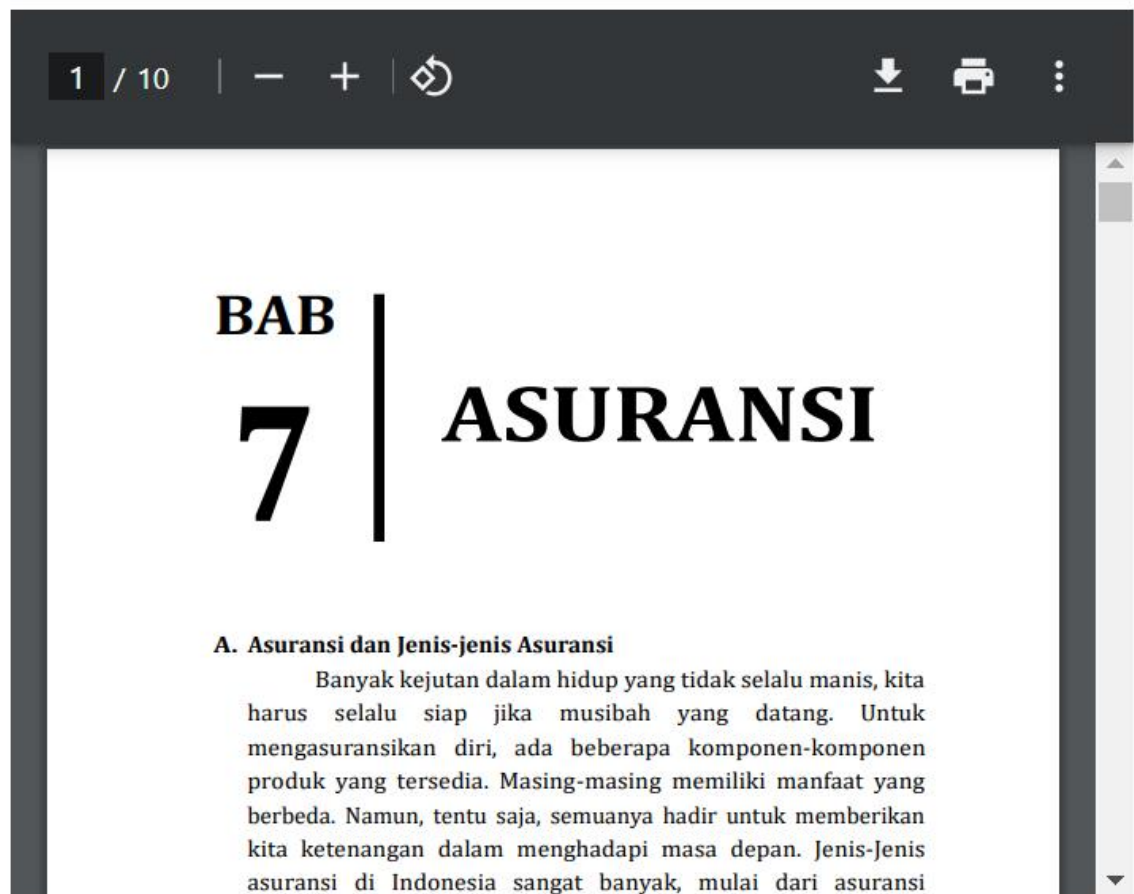 1 / 10
BAB
7
ASURANSI
A. Asuransi dan Jenis-jenis Asuransi
Banyak kejutan dalam hidup yang tidak selalu manis, kita
harus selalu siap jika musibah yang datang. Untuk
mengasuransikan diri, ada beberapa komponen-komponen
produk yang tersedia. Masing-masing memiliki manfaat yang
berbeda. Namun, tentu saja, semuanya hadir untuk memberikan
kita ketenangan dalam menghadapi masa depan. Jenis-Jenis
asuransi di Indonesia sangat banyak, mulai dari asuransi